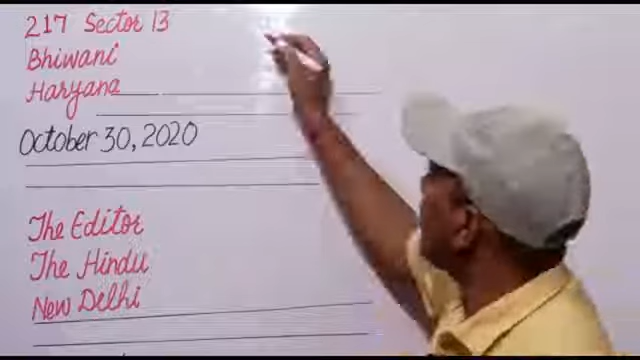 217 Sector 13
Bhiwani
Haryana
October 30, 2020
The Editor
The Hindu
New Delhi